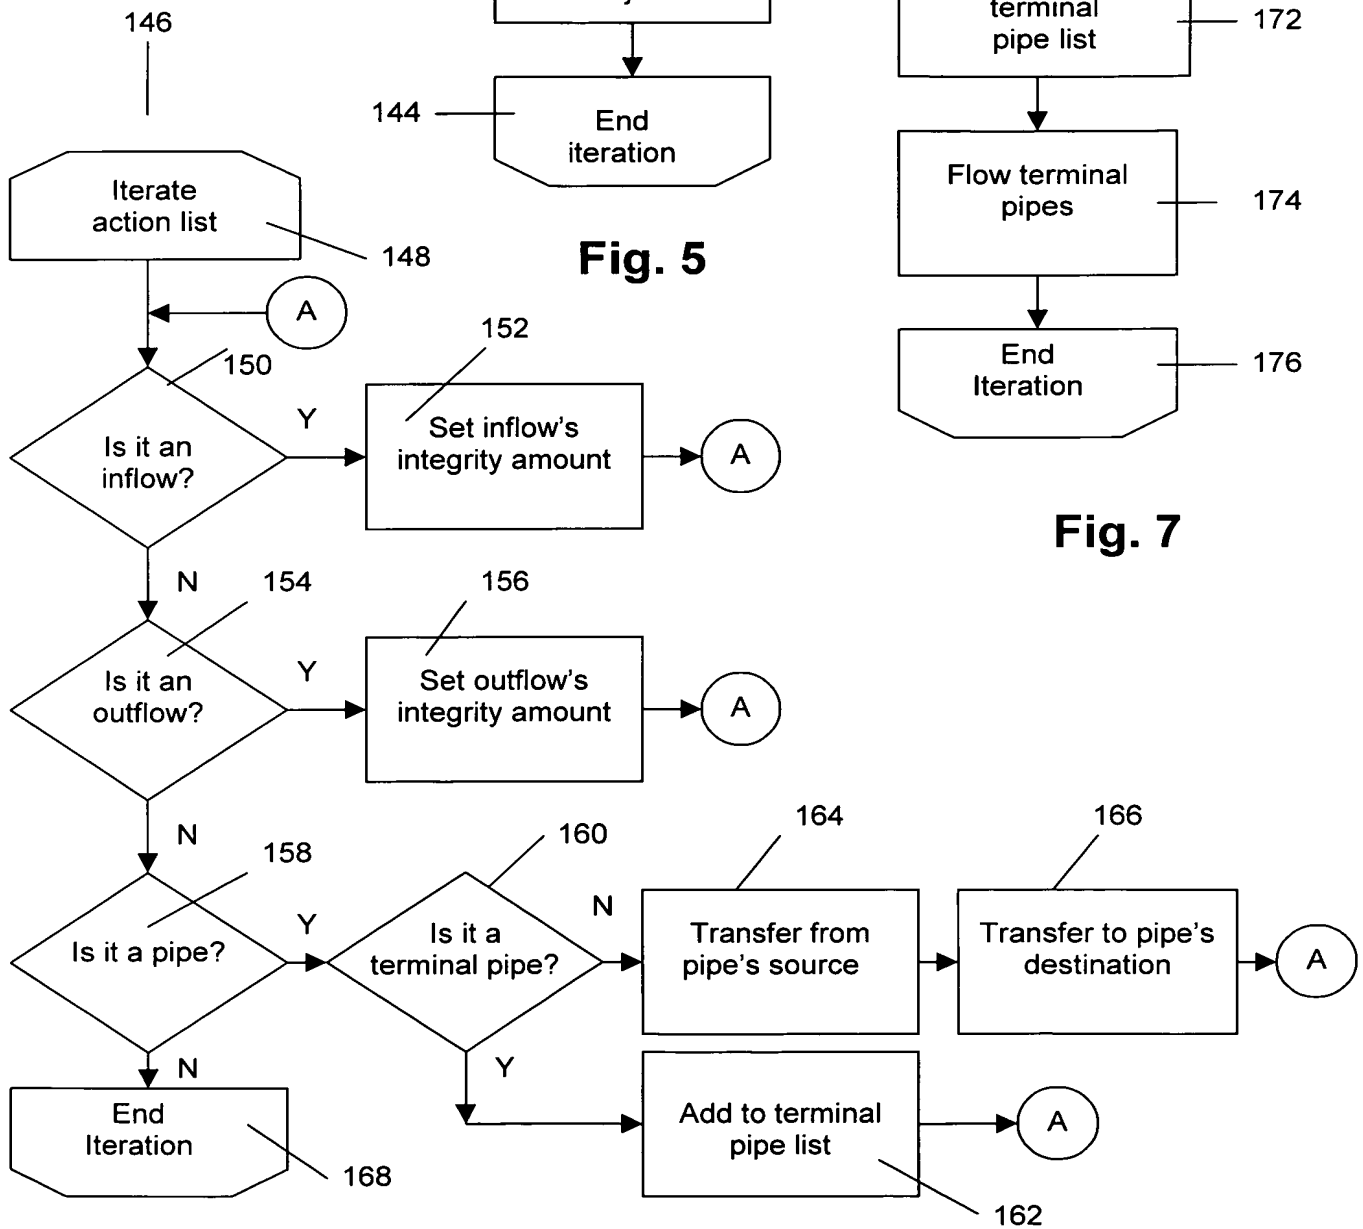 146
terminal
pipe list
172
144
End
iteration
Flow terminal
pipes
174
Iterate
action list
148
Fig. 5
A
End
Iteration
176
150
152
Is it an
inflow?
Y
Set inflow's
integrity amount
A
Fig. 7
N
154
156
Is it an
outflow?
Y
Set outflow's
integrity amount
A
N
158
160
164
166
Is it a pipe?
Y
Is it a
terminal pipe?
N
Transfer from
pipe's source
Transfer to pipe's
destination
A
N
Y
End
Iteration
168
Add to terminal
pipe list
A
162